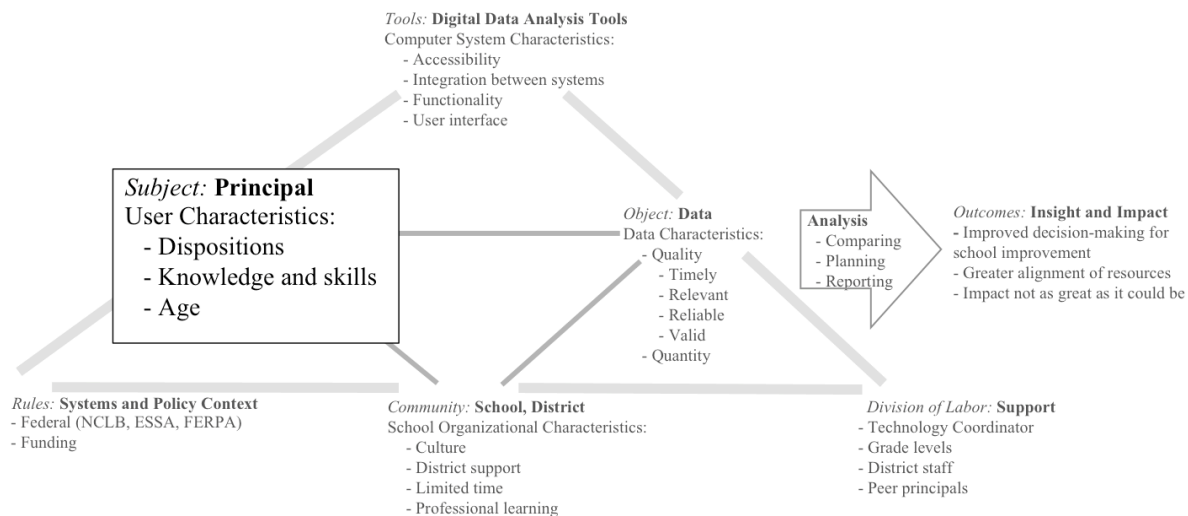 Tools: Digital Data Analysis Tools
Computer System Characteristics:
- Accessibility
- Integration between systems
- Functionality
- User interface
Subject: Principal
User Characteristics:
- Dispositions
- Knowledge and skills
- Age
Object: Data
Data Characteristics:
- Quality
- Timely
- Relevant
- Reliable
- Valid
- Quantity
Analysis
- Comparing
- Planning
- Reporting
Outcomes: Insight and Impact
- Improved decision-making for
school improvement
- Greater alignment of resources
- Impact not as great as it could be
Rules: Systems and Policy Context
- Federal (NCLB, ESSA, FERPA)
- Funding
Community: School, District
School Organizational Characteristics:
- Culture
- District support
- Limited time
- Professional learning
Division of Labor: Support
- Technology Coordinator
- Grade levels
- District staff
- Peer principals